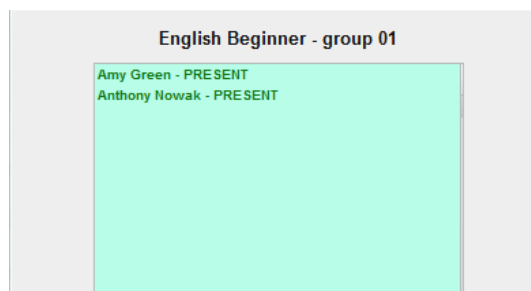 English Beginner - group 01
Amy Green - PRESENT
Anthony Nowak - PRESENT